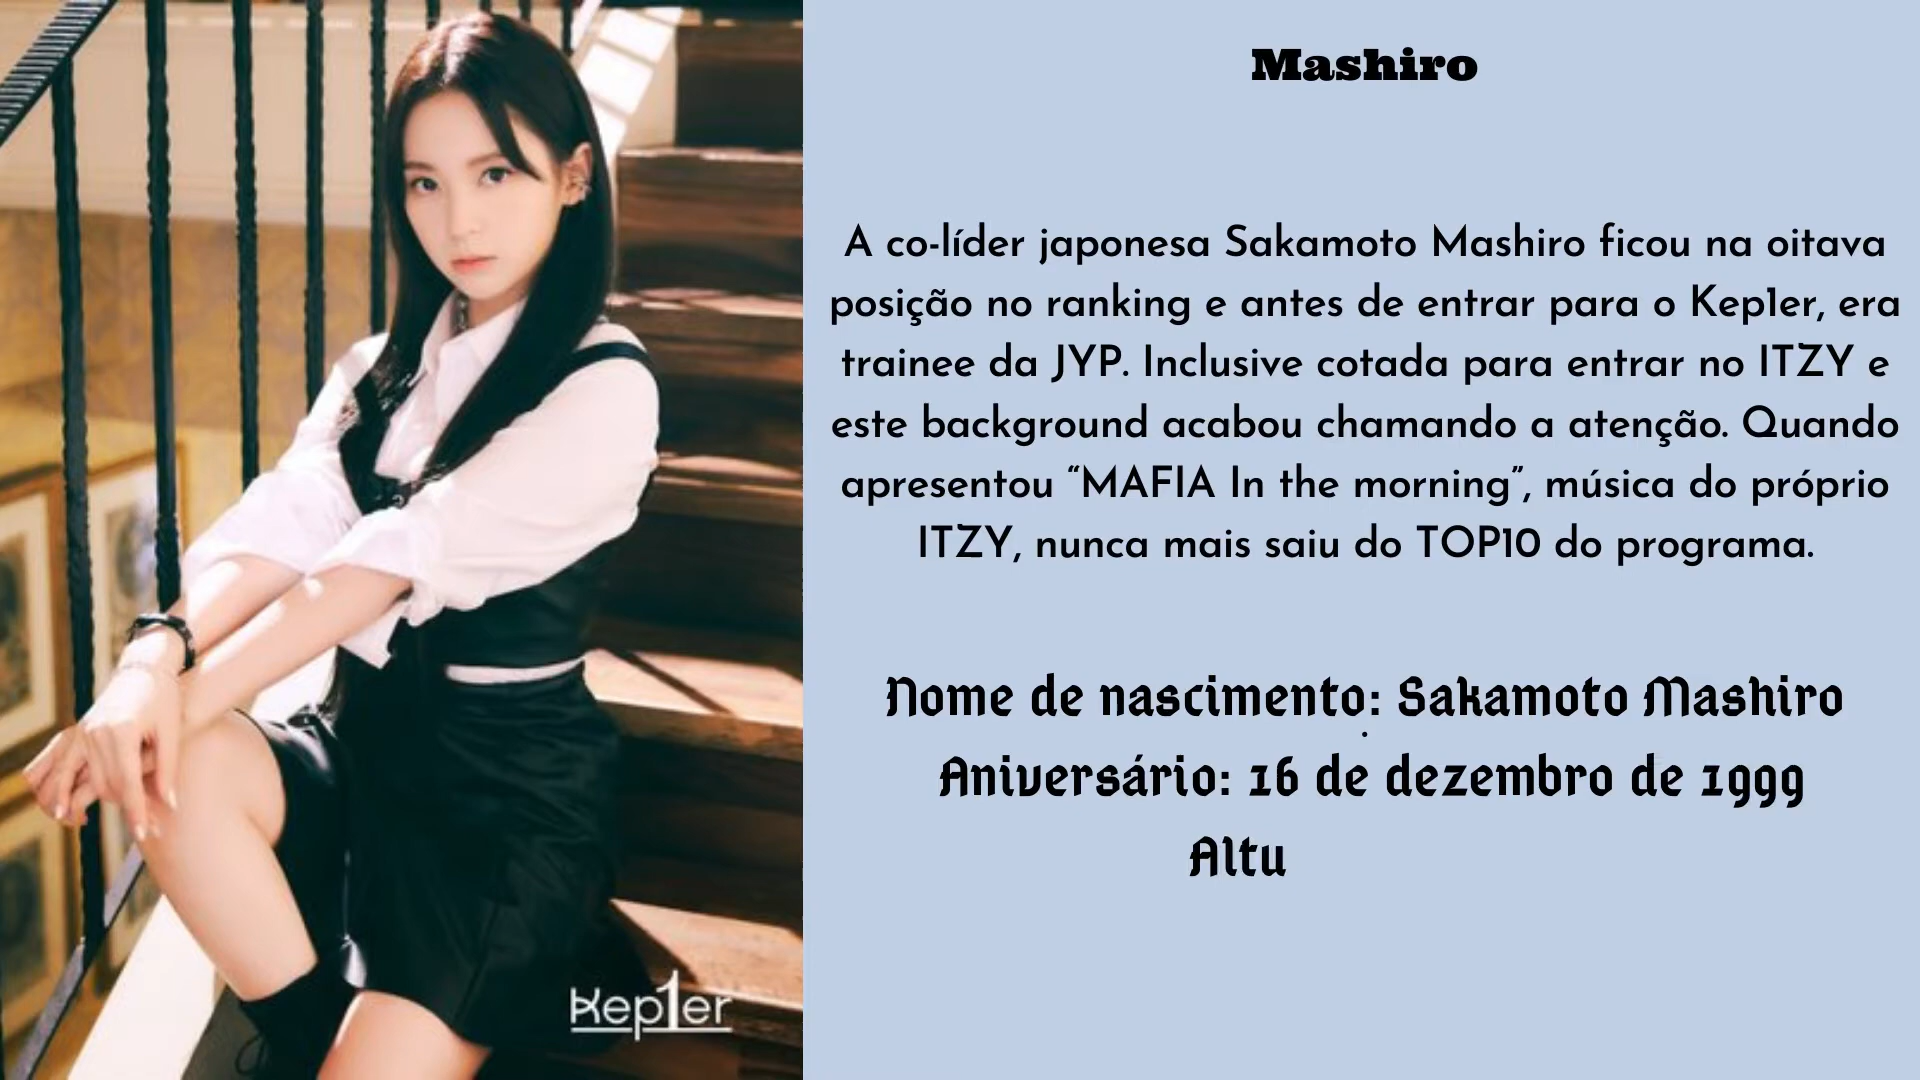 Mashiro
A co-líder japonesa Sakamoto Mashiro ficou na oitava
posição no ranking e antes de entrar para o Kep1er, era
trainee da JYP. Inclusive cotada para entrar no ITZY e
este background acabou chamando a atenção. Quando
apresentou “MAFIA In the morning”, música do próprio
ITZY, nunca mais saiu do TOP10 do programa.
Nome de nascimento: Sakamoto Mashiro
.
Aniversário: 16 de dezembro de 1999
Altu
Kep1er